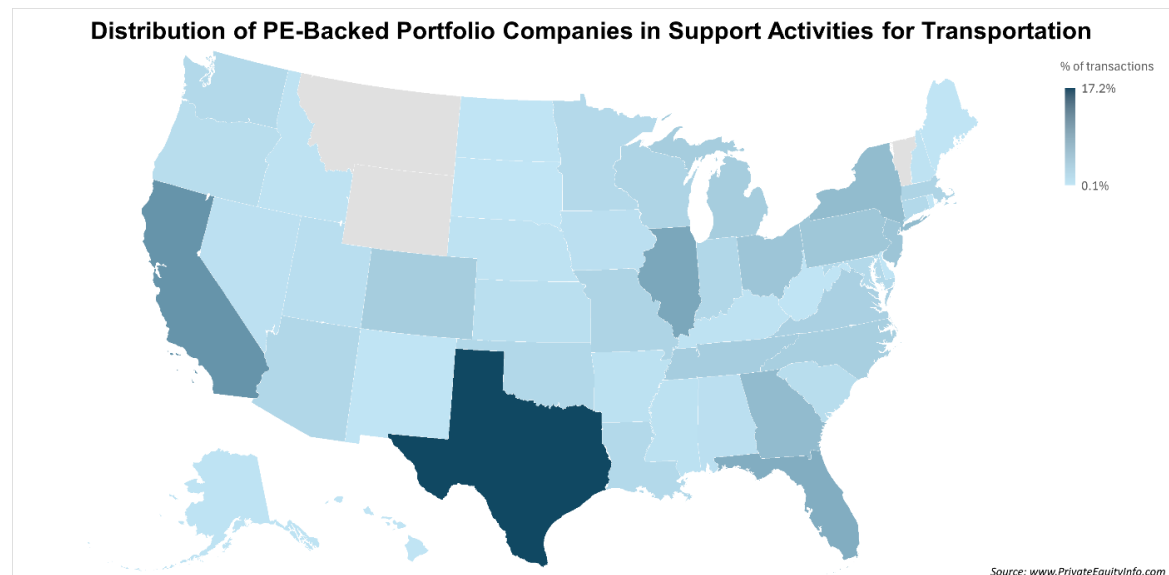 Distribution of PE-Backed Portfolio Companies in Support Activities for Transportation
% of transactions
17.2%
0.1%
Source: www.PrivateEquityInfo.com